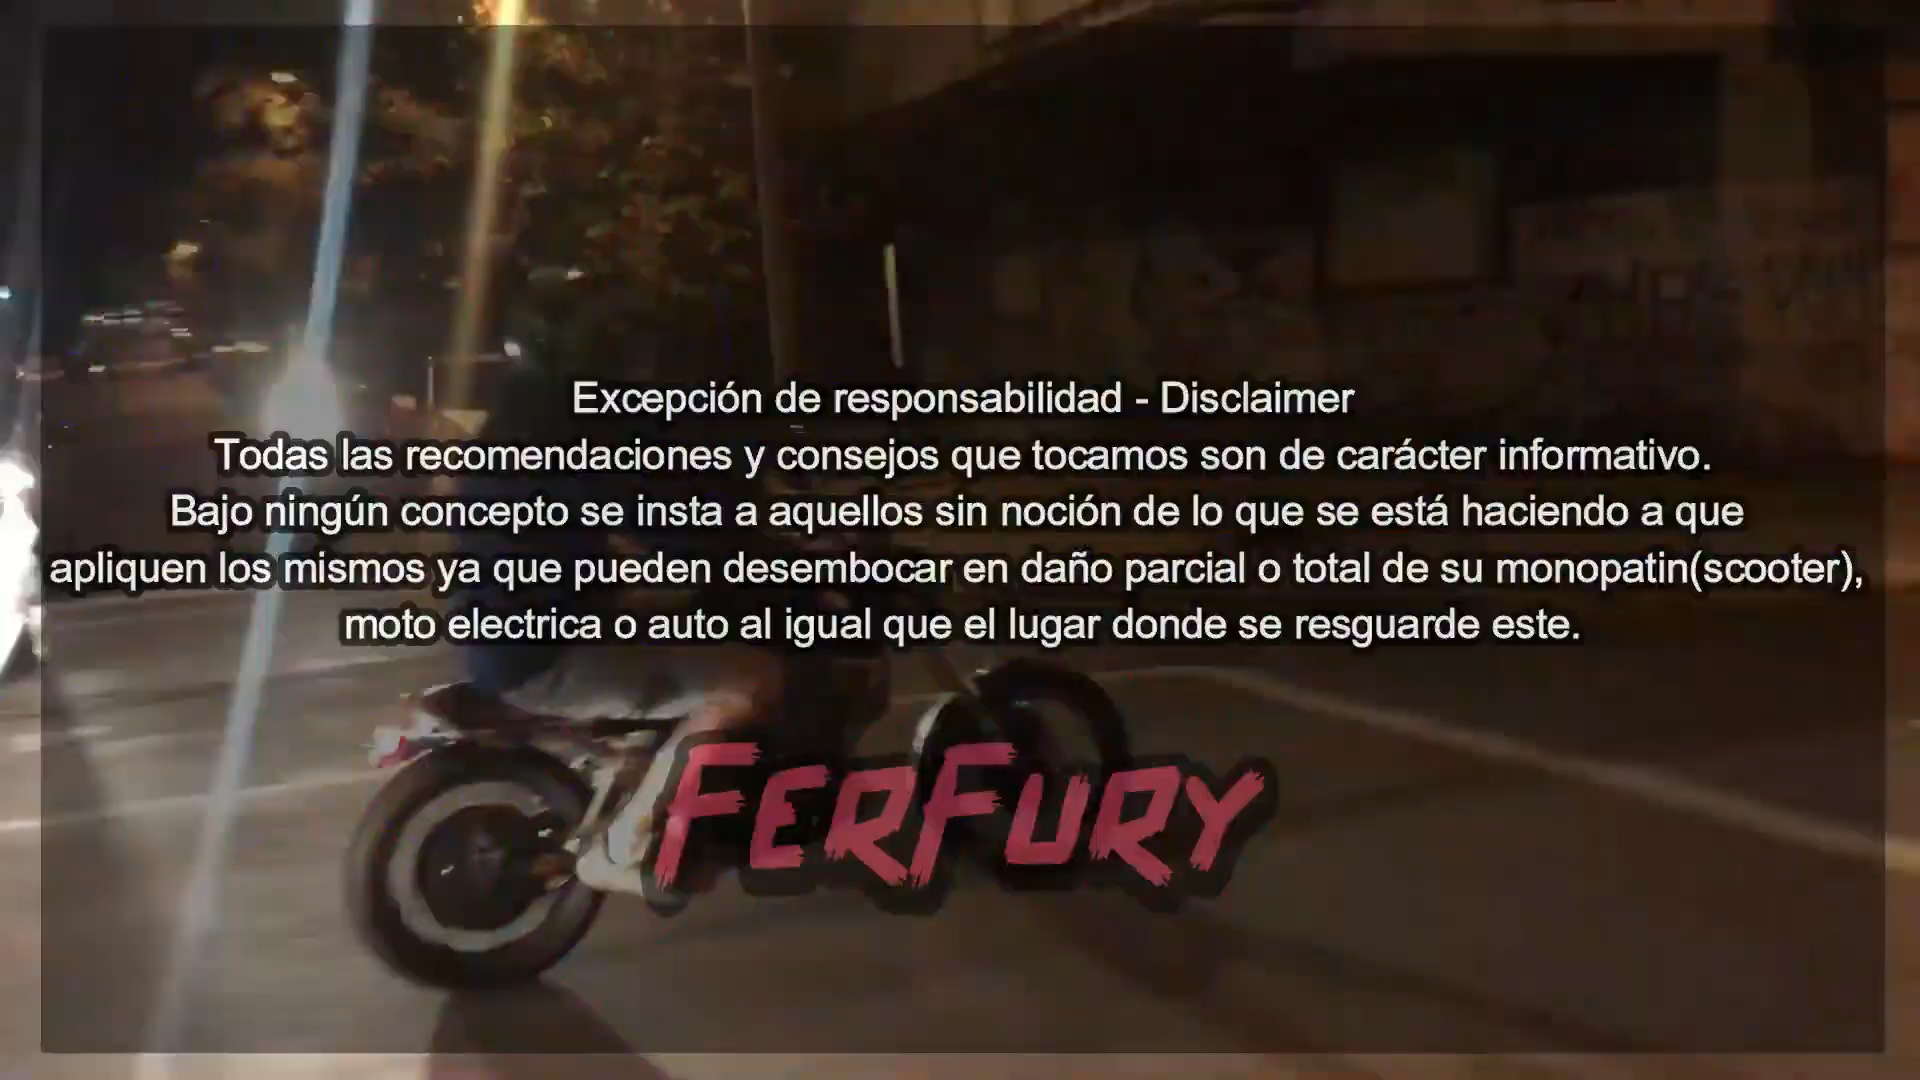 Excepción de responsabilidad - Disclaimer
Todas las recomendaciones y consejos que tocamos son de carácter informativo.
Bajo ningún concepto se insta a aquellos sin noción de lo que se está haciendo a que
apliquen los mismos ya que pueden desembocar en daño parcial o total de su monopatin(scooter),
moto electrica o auto al igual que el lugar donde se resguarde este.
FERFURY